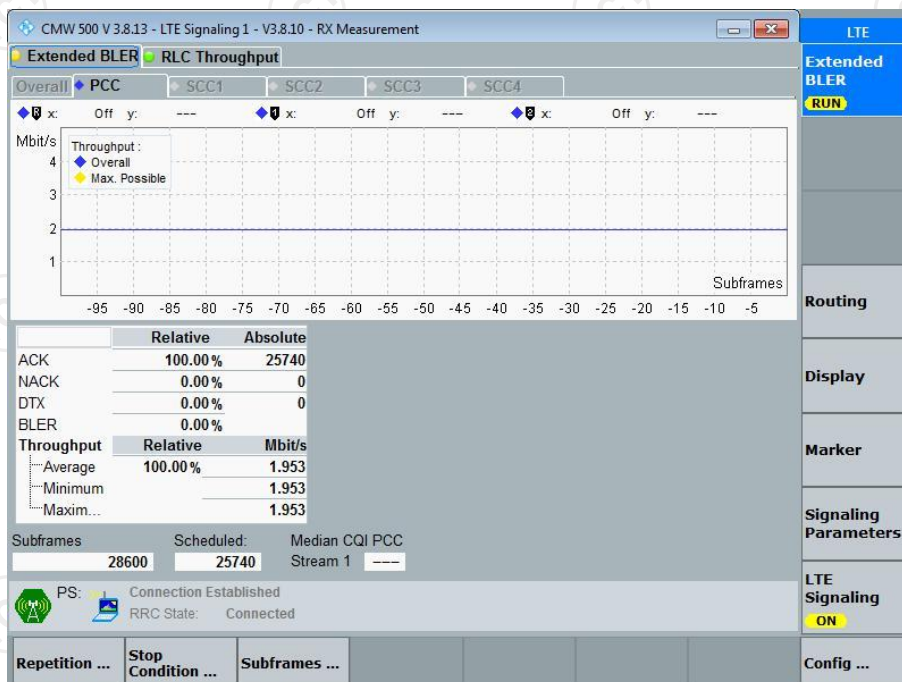 CMW 500 V 3.8.13 - LTE Signaling 1 - V3.8.10 - RX Measurement
LTE
Extended BLER RLC Throughput
Extended BLER
RUN
Overall PCC SCC1 SCC2 SCC3 SCC4
R x: Off y: --- 1 x: Off y: --- 2 x: Off y: ---
Mbit/s
Throughput :
Overall
Max. Possible
4
3
2
1
Subframes
-95 -90 -85 -80 -75 -70 -65 -60 -55 -50 -45 -40 -35 -30 -25 -20 -15 -10 -5
Relative Absolute
ACK 100.00 % 25740
NACK 0.00 % 0
DTX 0.00 % 0
BLER 0.00 %
Throughput Relative Mbit/s
Average 100.00 % 1.953
Minimum 1.953
Maxim... 1.953
Subframes Scheduled: Median CQI PCC
28600 25740 Stream 1 ---
PS: Connection Established
RRC State: Connected
Routing
Display
Marker
Signaling Parameters
LTE Signaling
ON
Repetition ... Stop Condition ... Subframes ... Config ...